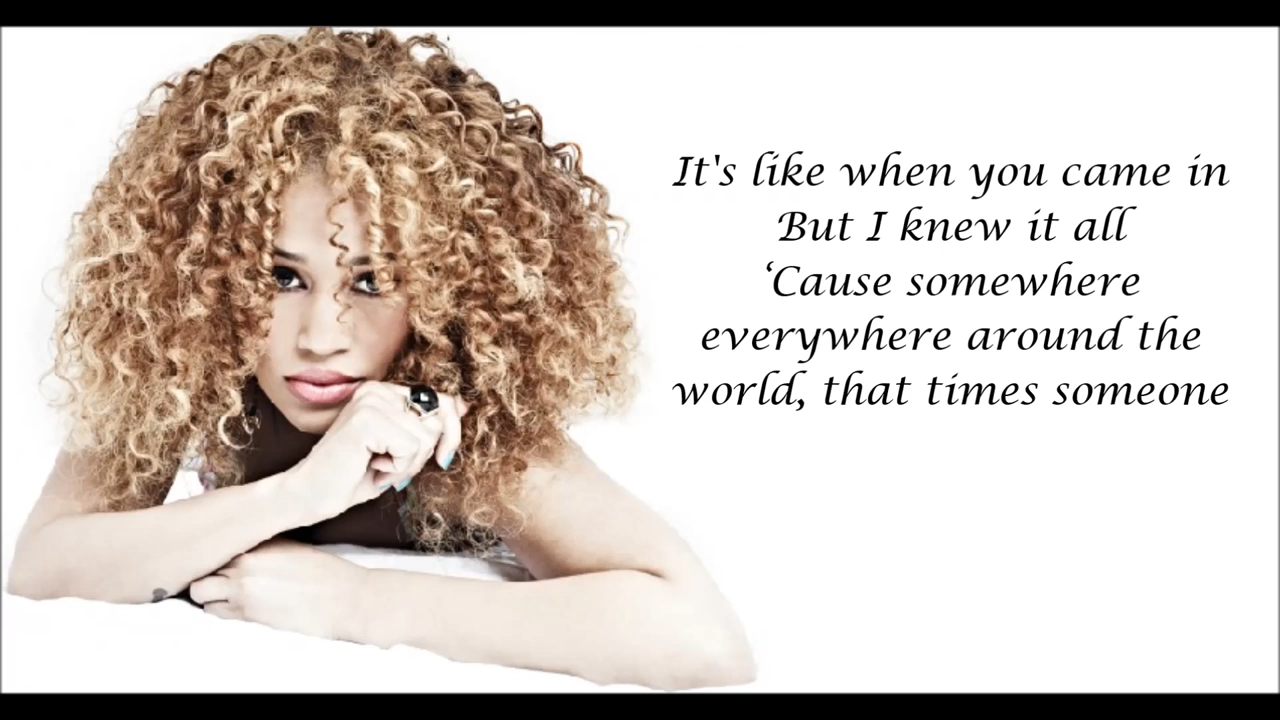 It's like when you came in
But I knew it all
‘Cause somewhere
everywhere around the
world, that times someone